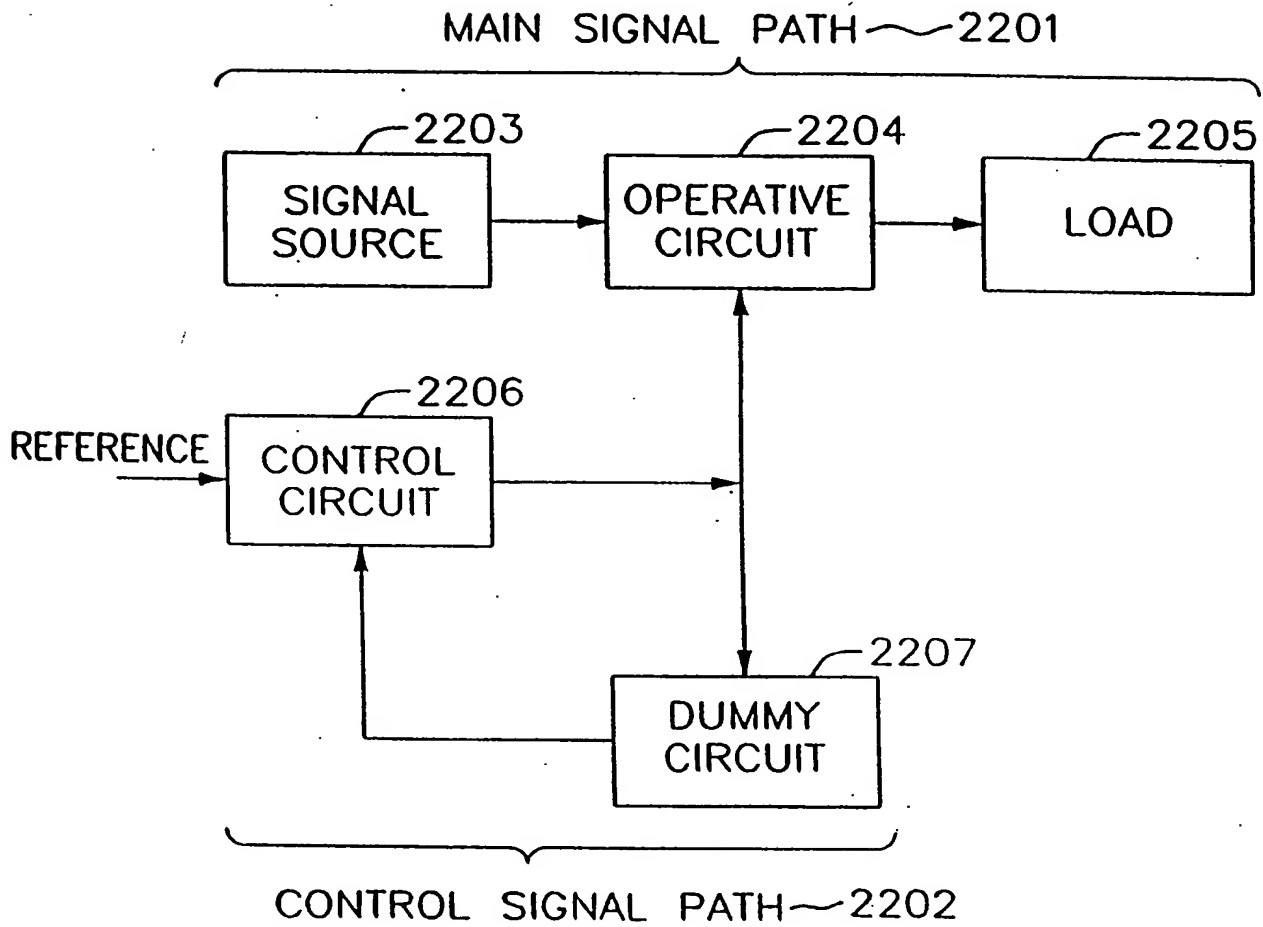 MAIN SIGNAL PATH 2201
2203
2204
2205
SIGNAL
SOURCE
OPERATIVE
CIRCUIT
LOAD
2206
REFERENCE
CONTROL
CIRCUIT
2207
DUMMY
CIRCUIT
CONTROL SIGNAL PATH 2202